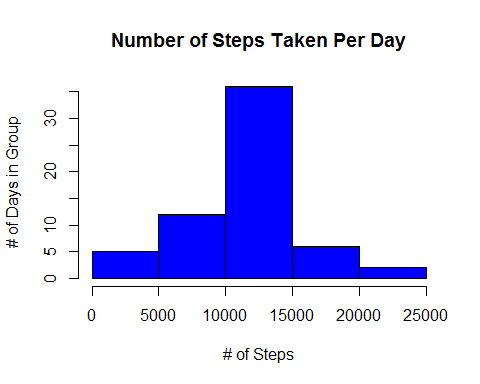 Number of Steps Taken Per Day
# of Days in Group
30
20
10
5
0
0 5000 10000 15000 20000 25000
# of Steps